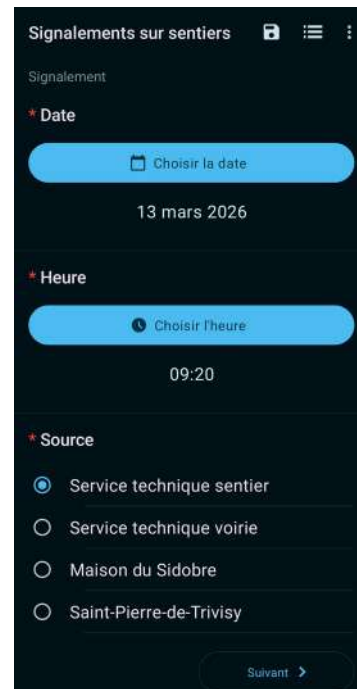 Signalements sur sentiers
Signalement
* Date
Choisir la date
13 mars 2026
* Heure
Choisir l'heure
09:20
* Source
Service technique sentier
Service technique voirie
Maison du Sidobre
Saint-Pierre-de-Trivisy
Suivant